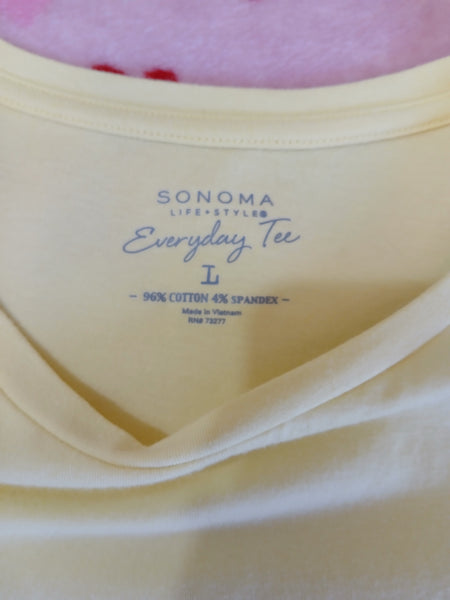 SONOMA
LIFE+STYLE®
Everyday Tee
L
- 96% COTTON 4% SPANDEX -
Made in Vietnam
RN# 73277